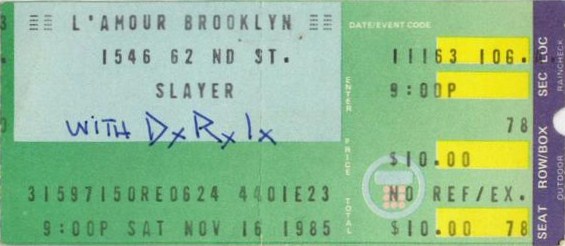 L'AMOUR BROOKLYN
1546 62 ND ST.
SLAYER
WITH DxRxIx
31597150RE0624 4401E23
9:00P SAT NOV 16 1985
DATE/EVENT CODE
11163 106.
9:00P
78
$10.00
NO REF/EX.
$10.00 78
ENTER
PRICE
TOTAL
SEAT ROW/BOX SEC LOC
OUTDOOR
RAINCHECK